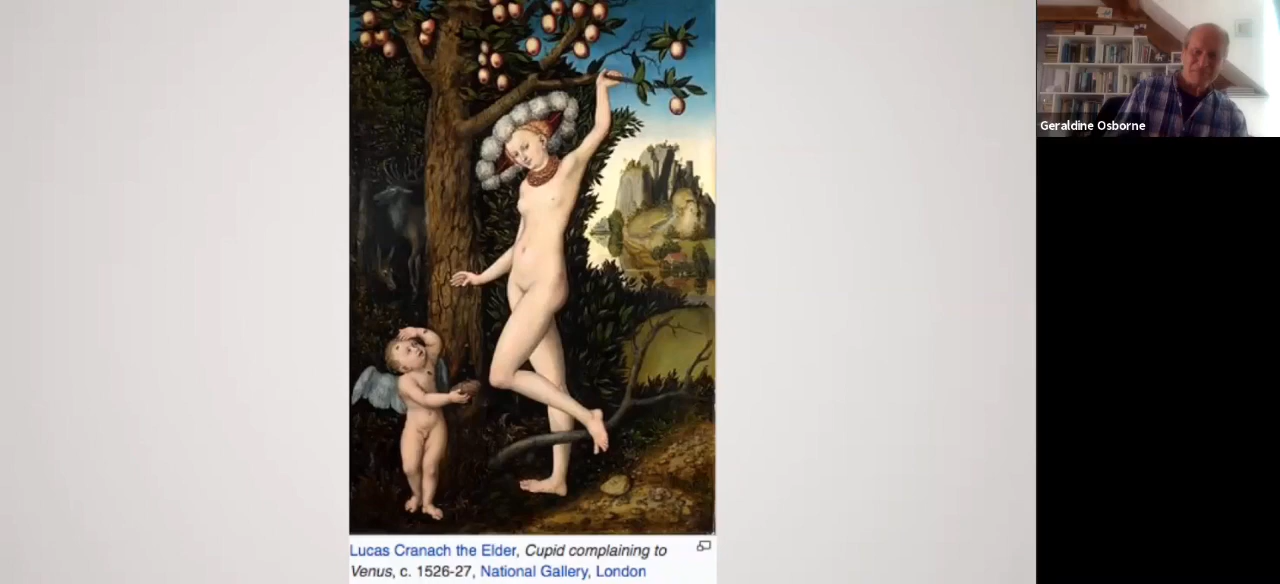 Geraldine Osborne
Lucas Cranach the Elder, Cupid complaining to
Venus, c. 1526-27, National Gallery, London